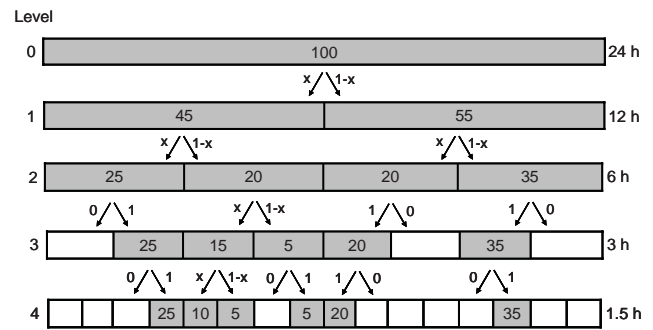 Level
0 100 24 h
x 1-x
1 45 55 12 h
x 1-x x 1-x
2 25 20 20 35 6 h
0 1 x 1-x 1 0 1 0
3 25 15 5 20 35 3 h
0 1 x 1-x 0 1 1 0 0 1
4 25 10 5 5 20 35 1.5 h